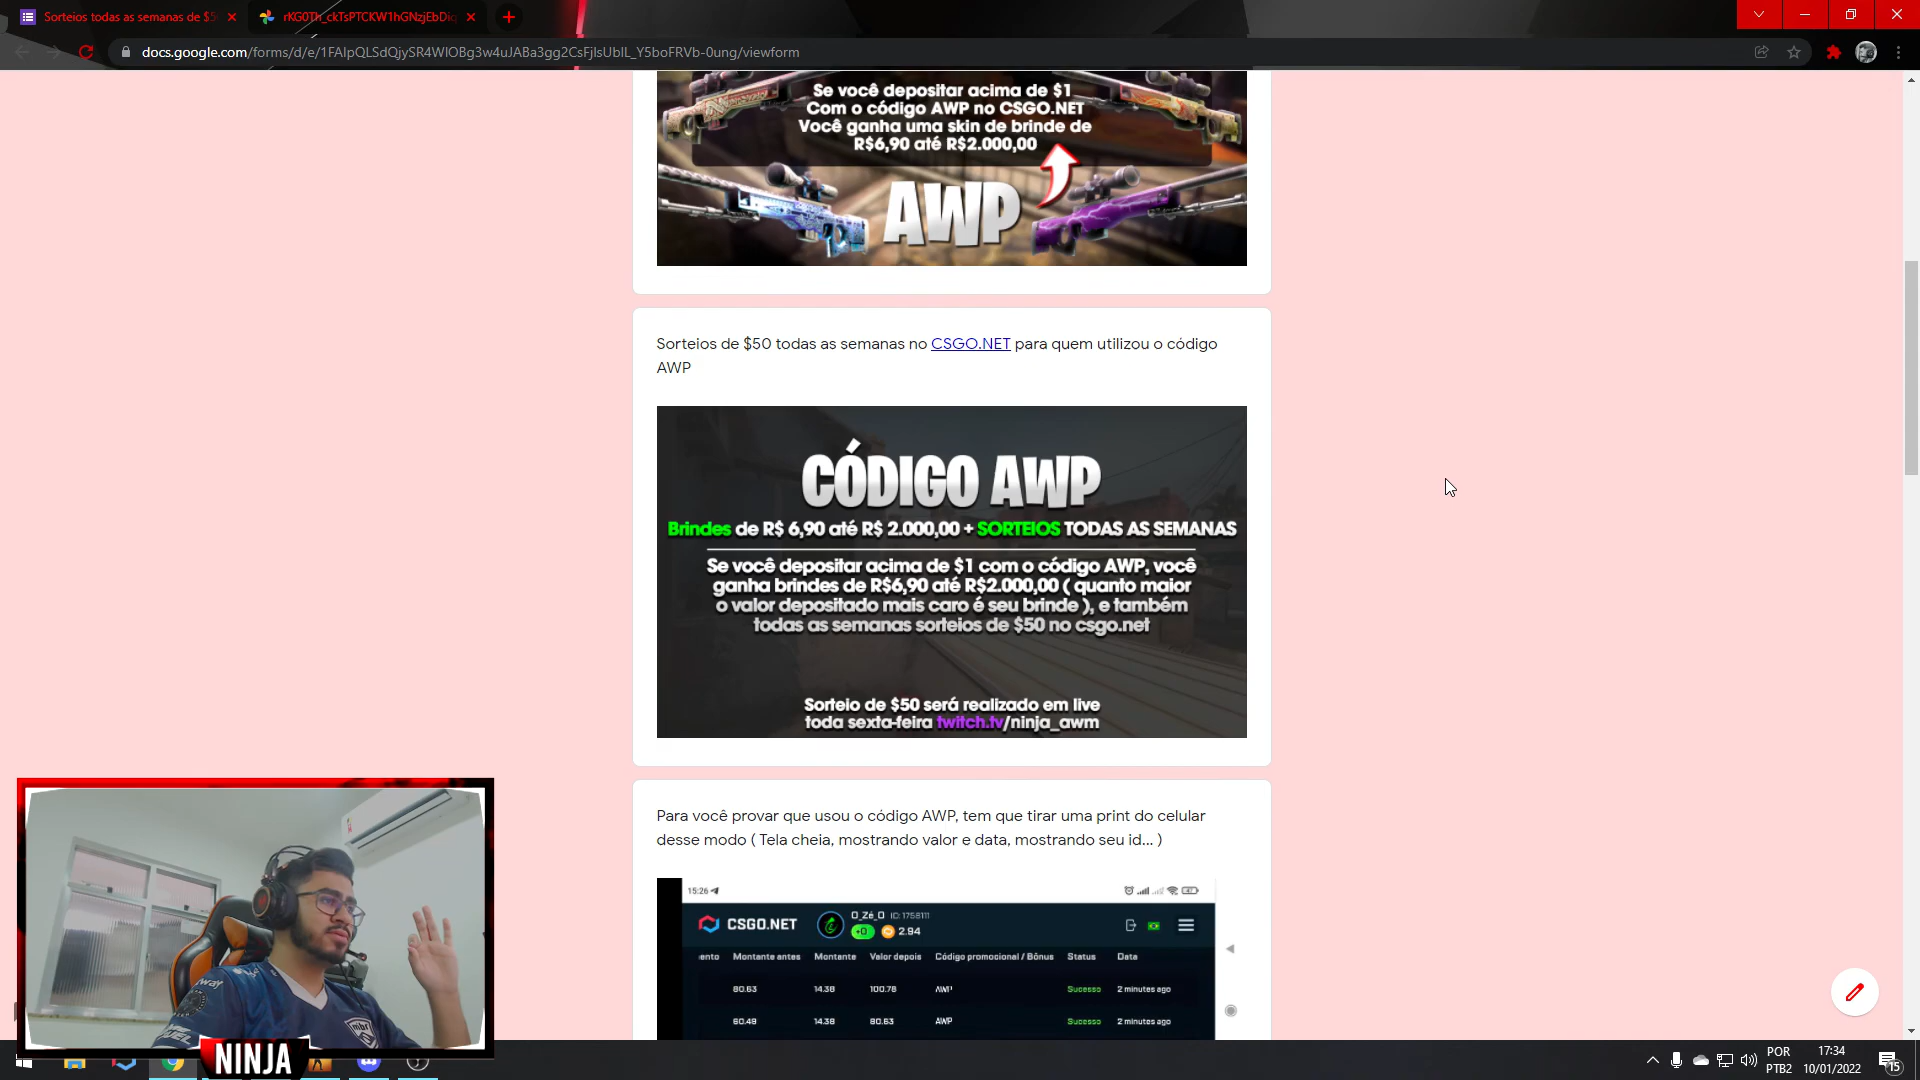 Sorteios todas as semanas de $5
rKG0Th_ckTsPTCKW1hGNzjEbDiq
docs.google.com/forms/d/e/1FAIpQLSdQjySR4WlOBg3w4uJABa3gg2CsFjlsUblL_Y5boFRVb-0ung/viewform
Se você depositar acima de $1
Com o código AWP no CSGO.NET
Você ganha uma skin de brinde de
R$6,90 até R$2.000,00
AWP
Sorteios de $50 todas as semanas no CSGO.NET para quem utilizou o código
AWP
CÓDIGO AWP
Brindes de R$ 6,90 até R$ 2.000,00 + SORTEIOS TODAS AS SEMANAS
Se você depositar acima de $1 com o código AWP, você
ganha brindes de R$6,90 até R$2.000,00 ( quanto maior
o valor depositado mais caro é seu brinde ), e também
todas as semanas sorteios de $50 no csgo.net
Sorteio de $50 será realizado em live
toda sexta-feira twitch.tv/ninja_awm
Para você provar que usou o código AWP, tem que tirar uma print do celular
desse modo ( Tela cheia, mostrando valor e data, mostrando seu id... )
15:26
CSGO.NET
O_Zé_O ID: 1758111
+0 2.94
ento Montante antes Montante Valor depois Código promocional / Bônus Status Data
80.63 14.38 100.78 AWP Sucesso 2 minutes ago
60.48 14.38 80.63 AWP Sucesso 2 minutes ago
mbr
NINJA
POR
PTB2
17:34
10/01/2022
15